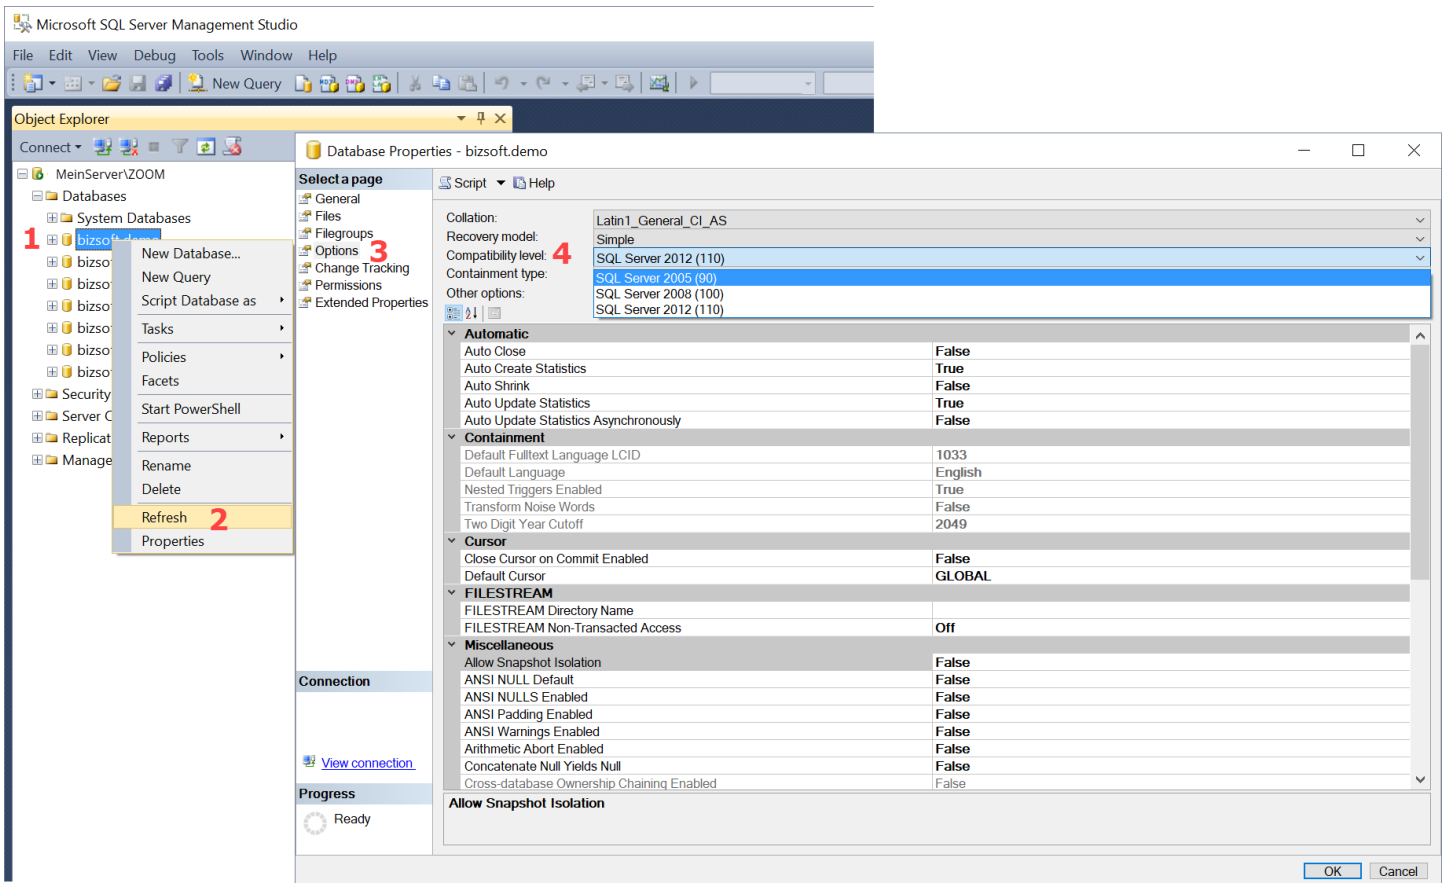 Microsoft SQL Server Management Studio
File Edit View Debug Tools Window Help
New Query
Object Explorer
Connect
MeinServer\ZOOM
Databases
System Databases
1
bizsoft.demo
bizso
bizso
bizso
bizso
bizso
bizso
Security
Server C
Replicat
Manage
New Database...
New Query
Script Database as
Tasks
Policies
Facets
Start PowerShell
Reports
Rename
Delete
Refresh 2
Properties
Database Properties - bizsoft.demo
Select a page
General
Files
Filegroups
Options 3
Change Tracking
Permissions
Extended Properties
Connection
View connection
Progress
Ready
Script Help
Collation: Latin1_General_CI_AS
Recovery model: Simple
Compatibility level: 4 SQL Server 2012 (110)
Containment type: SQL Server 2005 (90)
Other options: SQL Server 2008 (100)
SQL Server 2012 (110)
Automatic
Auto Close False
Auto Create Statistics True
Auto Shrink False
Auto Update Statistics True
Auto Update Statistics Asynchronously False
Containment
Default Fulltext Language LCID 1033
Default Language English
Nested Triggers Enabled True
Transform Noise Words False
Two Digit Year Cutoff 2049
Cursor
Close Cursor on Commit Enabled False
Default Cursor GLOBAL
FILESTREAM
FILESTREAM Directory Name
FILESTREAM Non-Transacted Access Off
Miscellaneous
Allow Snapshot Isolation False
ANSI NULL Default False
ANSI NULLS Enabled False
ANSI Padding Enabled False
ANSI Warnings Enabled False
Arithmetic Abort Enabled False
Concatenate Null Yields Null False
Cross-database Ownership Chaining Enabled False
Allow Snapshot Isolation
OK Cancel